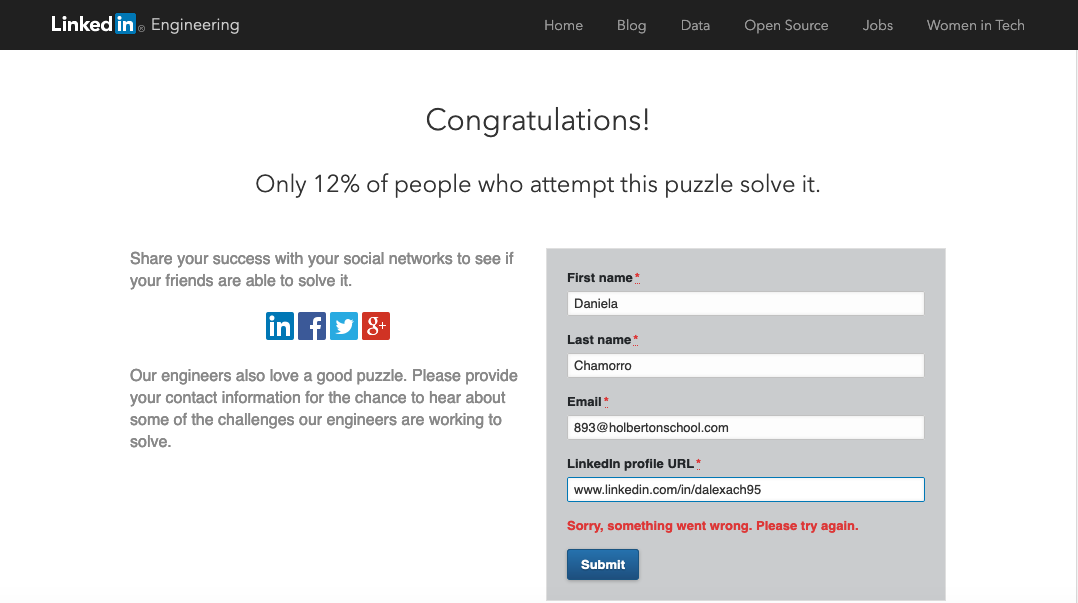 Linked in ® Engineering
Home Blog Data Open Source Jobs Women in Tech
Congratulations!
Only 12% of people who attempt this puzzle solve it.
Share your success with your social networks to see if
your friends are able to solve it.
in f g+
Our engineers also love a good puzzle. Please provide
your contact information for the chance to hear about
some of the challenges our engineers are working to
solve.
First name*
Daniela
Last name*
Chamorro
Email*
893@holbertonschool.com
LinkedIn profile URL*
www.linkedin.com/in/dalexach95
Sorry, something went wrong. Please try again.
Submit